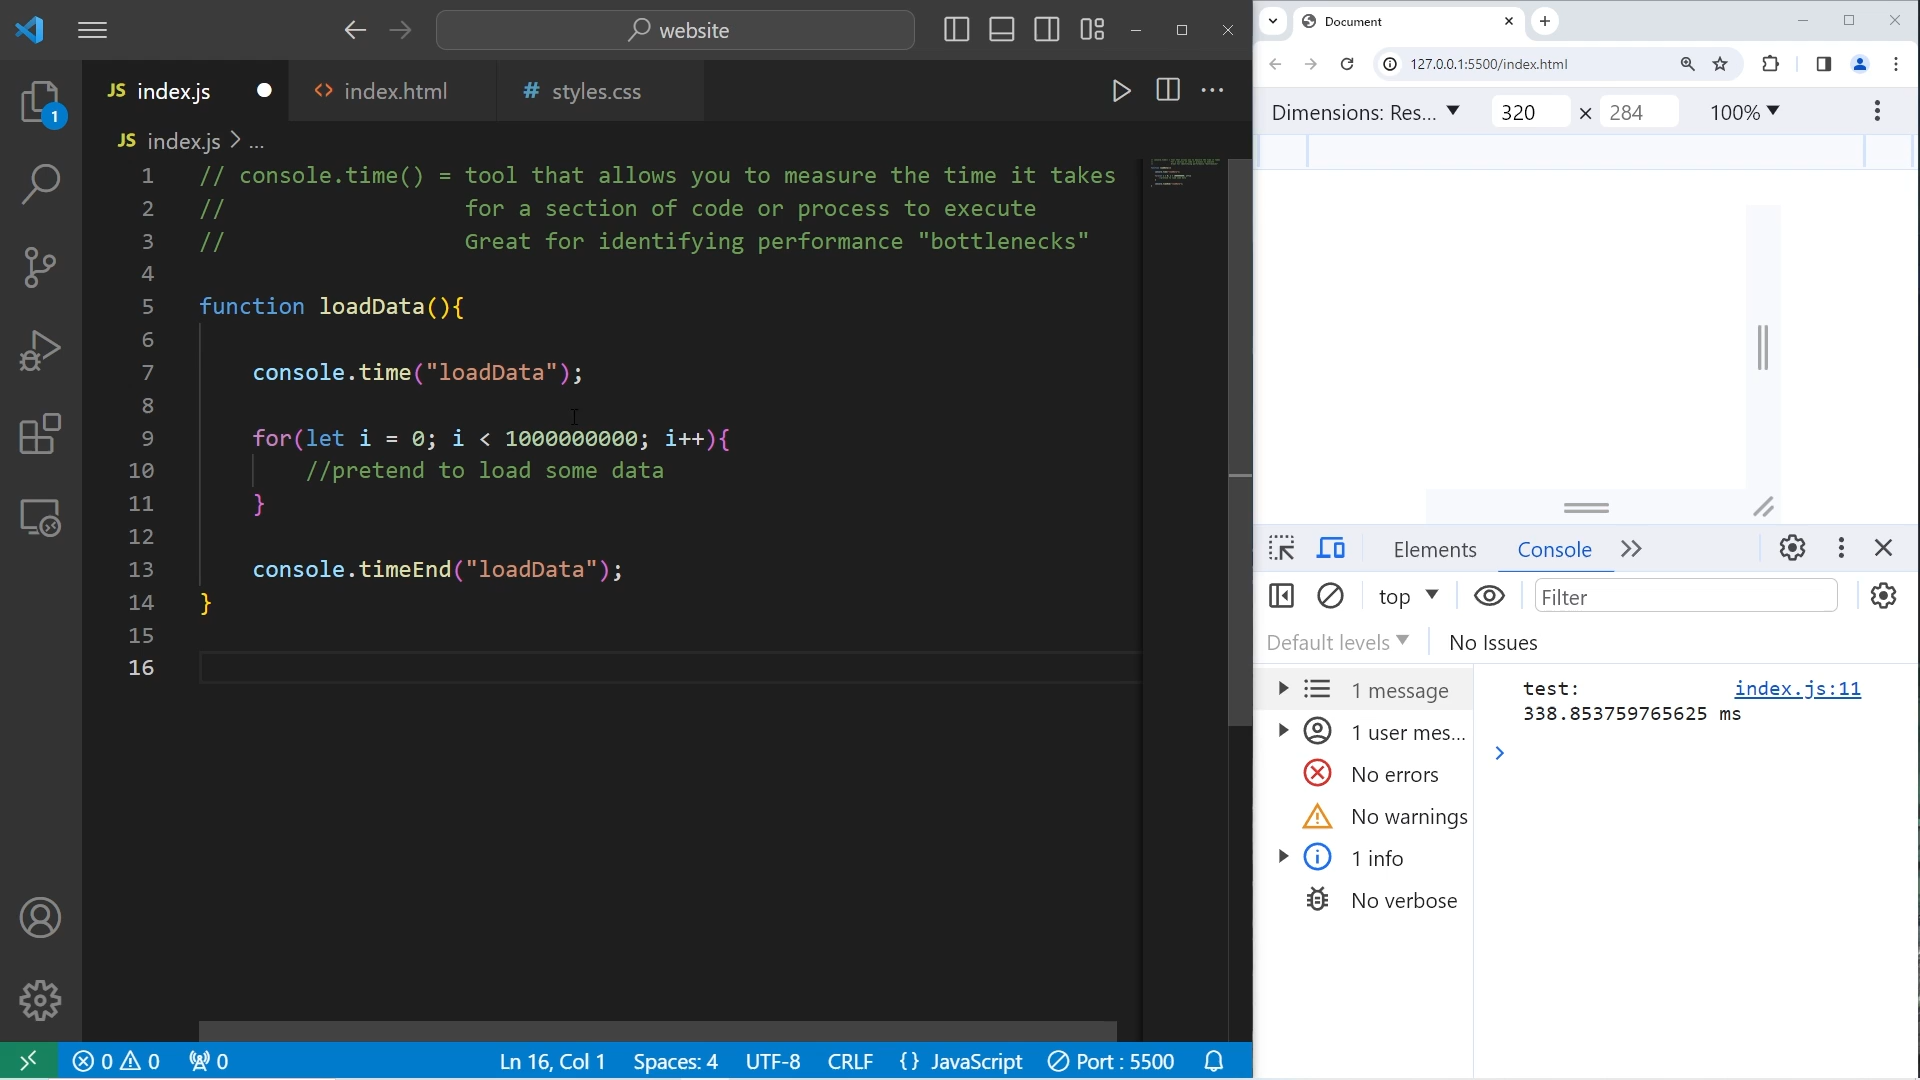 website
JS index.js
<> index.html
# styles.css
JS index.js > ...
1 // console.time() = tool that allows you to measure the time it takes
2 // for a section of code or process to execute
3 // Great for identifying performance "bottlenecks"
4
5 function loadData(){
6
7 console.time("loadData");
8
9 for(let i = 0; i < 1000000000; i++){
10 //pretend to load some data
11 }
12
13 console.timeEnd("loadData");
14 }
15
16
1
0 0 0
Ln 16, Col 1 Spaces: 4 UTF-8 CRLF {} JavaScript Port : 5500
Document
127.0.0.1:5500/index.html
Dimensions: Res... 320 × 284 100%
Elements Console
top Filter
Default levels No Issues
1 message
1 user mes...
No errors
No warnings
1 info
No verbose
test: index.js:11
338.853759765625 ms